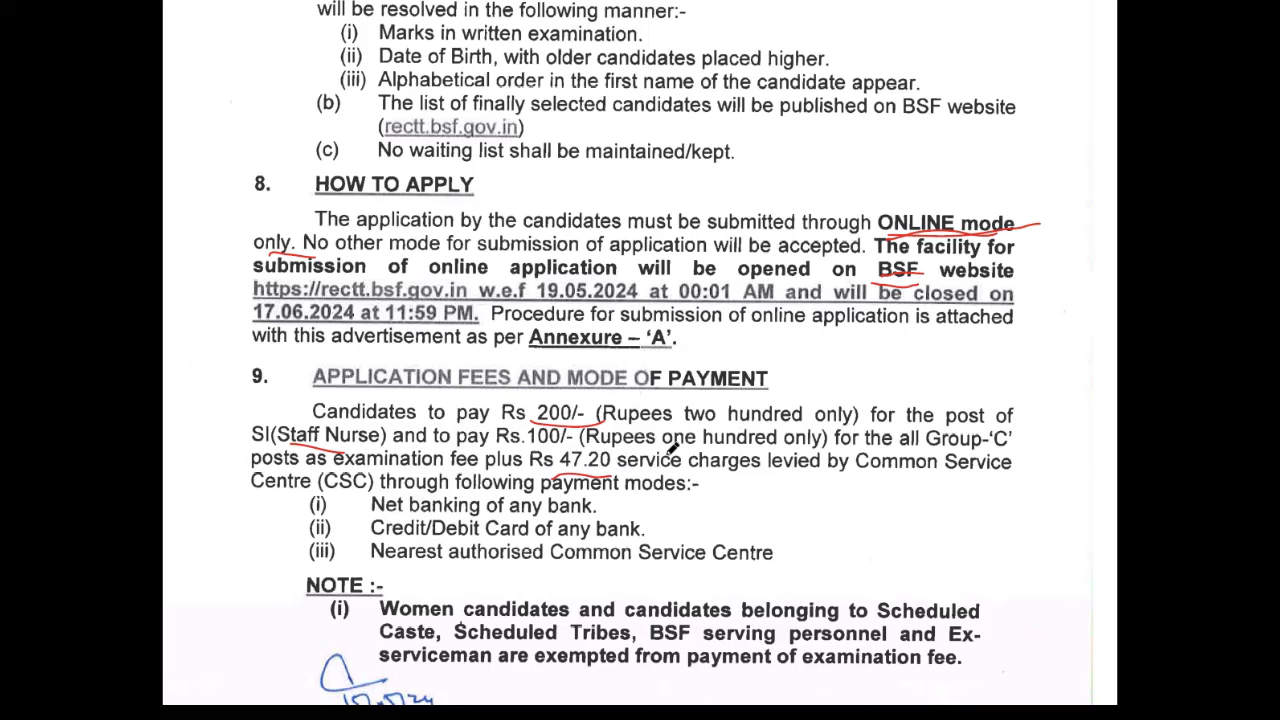 will be resolved in the following manner:-
(i) Marks in written examination.
(ii) Date of Birth, with older candidates placed higher.
(iii) Alphabetical order in the first name of the candidate appear.
(b) The list of finally selected candidates will be published on BSF website
(rectt.bsf.gov.in)
(c) No waiting list shall be maintained/kept.
8. HOW TO APPLY
The application by the candidates must be submitted through ONLINE mode
only. No other mode for submission of application will be accepted. The facility for
submission of online application will be opened on BSF website
https://rectt.bsf.gov.in w.e.f 19.05.2024 at 00:01 AM and will be closed on
17.06.2024 at 11:59 PM. Procedure for submission of online application is attached
with this advertisement as per Annexure – 'A'.
9. APPLICATION FEES AND MODE OF PAYMENT
Candidates to pay Rs 200/- (Rupees two hundred only) for the post of
SI(Staff Nurse) and to pay Rs.100/- (Rupees one hundred only) for the all Group-'C'
posts as examination fee plus Rs 47.20 service charges levied by Common Service
Centre (CSC) through following payment modes:-
(i) Net banking of any bank.
(ii) Credit/Debit Card of any bank.
(iii) Nearest authorised Common Service Centre
NOTE :-
(i) Women candidates and candidates belonging to Scheduled
Caste, Scheduled Tribes, BSF serving personnel and Ex-
serviceman are exempted from payment of examination fee.